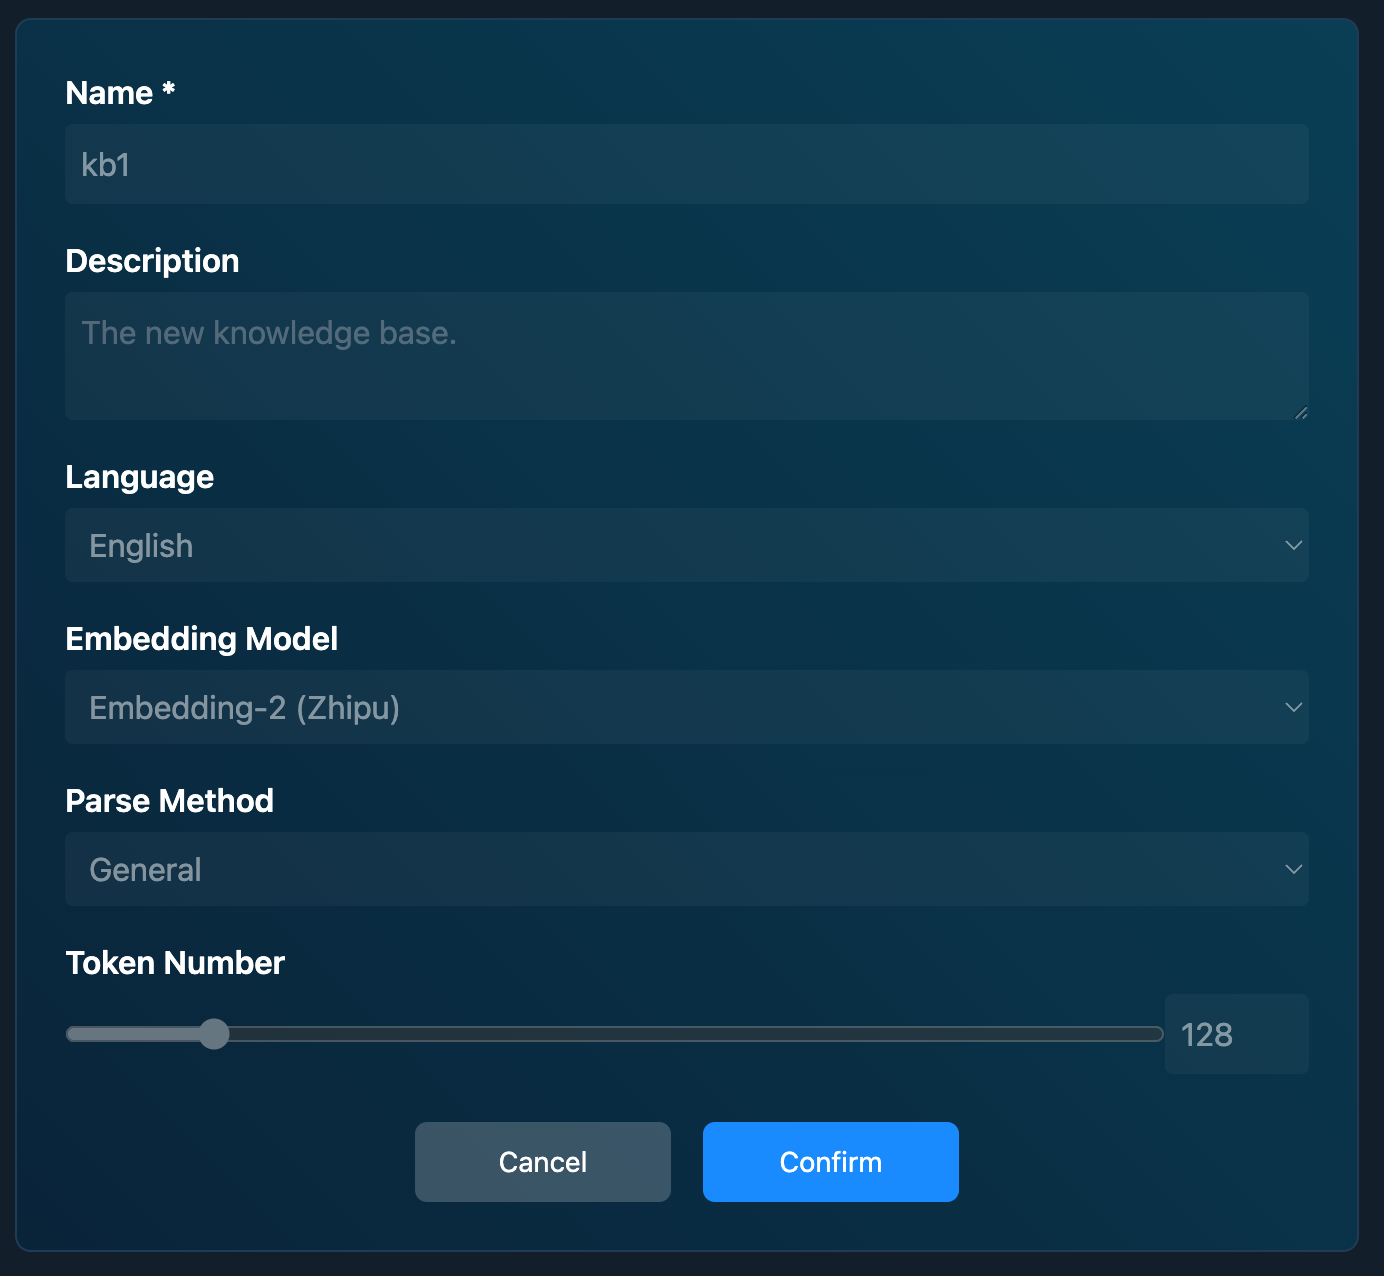 Name *
kb1
Description
The new knowledge base.
Language
English
Embedding Model
Embedding-2 (Zhipu)
Parse Method
General
Token Number
128
Cancel
Confirm